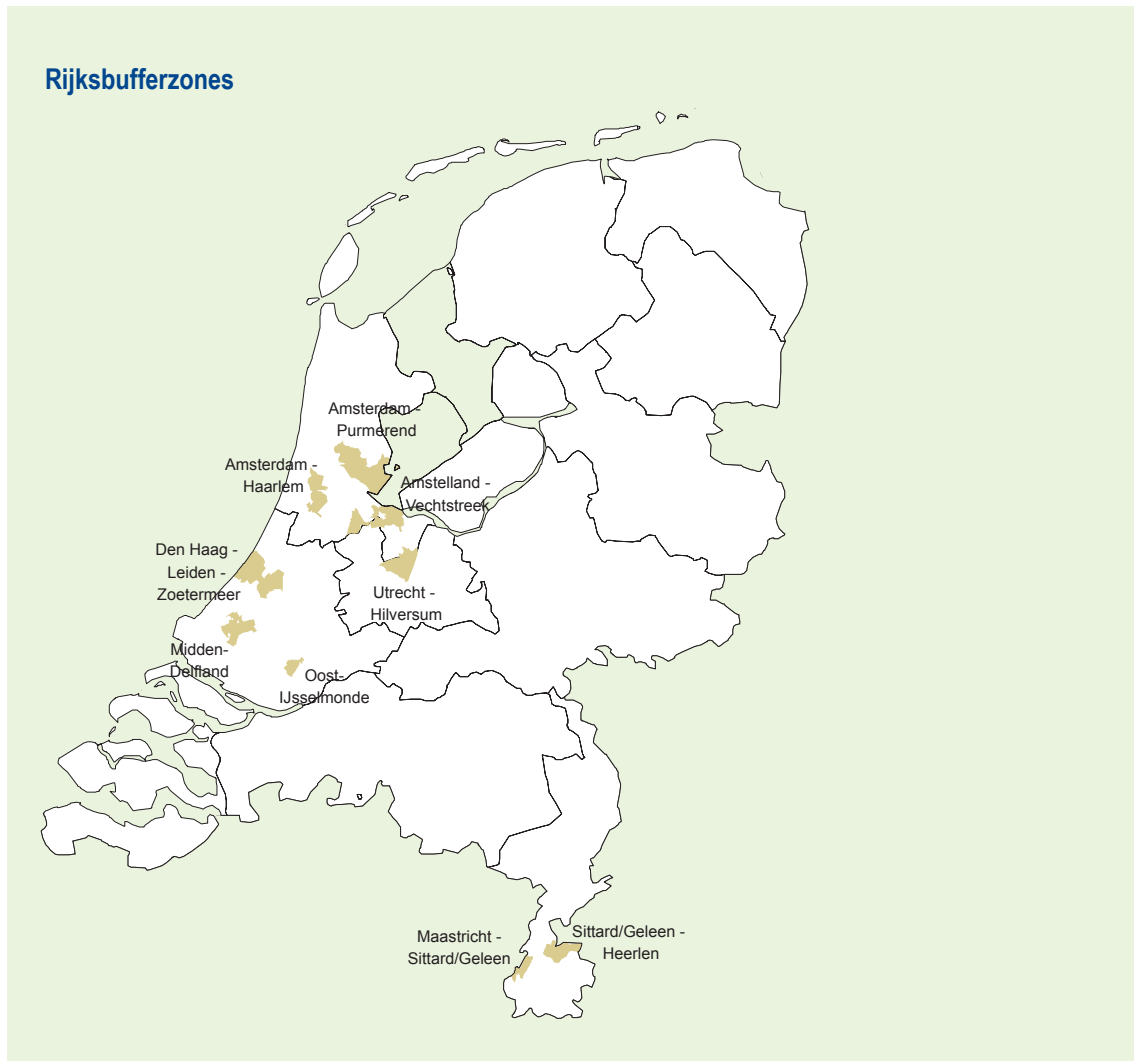 Rijksbufferzones
Amsterdam -
Purmerend
Amsterdam -
Haarlem
Amstelland -
Vechtstreek
Den Haag -
Leiden -
Zoetermeer
Utrecht -
Hilversum
Midden-
Delfland
Oost-
IJsselmonde
Maastricht -
Sittard/Geleen
Sittard/Geleen -
Heerlen